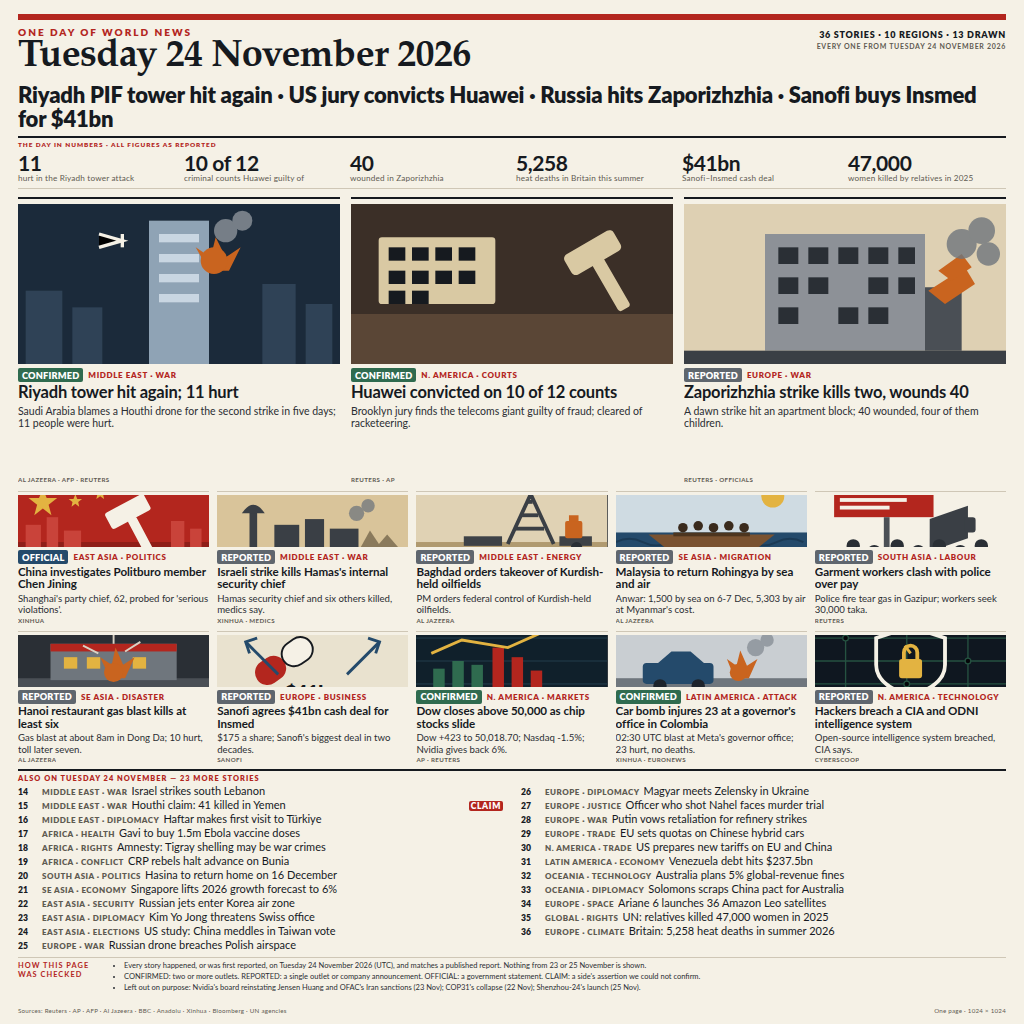 ONE DAY OF WORLD NEWS
Tuesday 24 November 2026
36 STORIES · 10 REGIONS · 13 DRAWN
EVERY ONE FROM TUESDAY 24 NOVEMBER 2026
Riyadh PIF tower hit again · US jury convicts Huawei · Russia hits Zaporizhzhia · Sanofi buys Insmed
for $41bn
THE DAY IN NUMBERS · ALL FIGURES AS REPORTED
11
hurt in the Riyadh tower attack
10 of 12
criminal counts Huawei guilty of
40
wounded in Zaporizhzhia
5,258
heat deaths in Britain this summer
$41bn
Sanofi–Insmed cash deal
47,000
women killed by relatives in 2025
CONFIRMED MIDDLE EAST · WAR
Riyadh tower hit again; 11 hurt
Saudi Arabia blames a Houthi drone for the second strike in five days;
11 people were hurt.
AL JAZEERA · AFP · REUTERS
CONFIRMED N. AMERICA · COURTS
Huawei convicted on 10 of 12 counts
Brooklyn jury finds the telecoms giant guilty of fraud; cleared of
racketeering.
REUTERS · AP
REPORTED EUROPE · WAR
Zaporizhzhia strike kills two, wounds 40
A dawn strike hit an apartment block; 40 wounded, four of them
children.
REUTERS · OFFICIALS
OFFICIAL EAST ASIA · POLITICS
China investigates Politburo member
Chen Jining
Shanghai's party chief, 62, probed for 'serious
violations'.
XINHUA
REPORTED MIDDLE EAST · WAR
Israeli strike kills Hamas's internal
security chief
Hamas security chief and six others killed,
medics say.
XINHUA · MEDICS
REPORTED MIDDLE EAST · ENERGY
Baghdad orders takeover of Kurdish-
held oilfields
PM orders federal control of Kurdish-held
oilfields.
AL JAZEERA
REPORTED SE ASIA · MIGRATION
Malaysia to return Rohingya by sea
and air
Anwar: 1,500 by sea on 6-7 Dec, 5,303 by air
at Myanmar's cost.
AL JAZEERA
REPORTED SOUTH ASIA · LABOUR
Garment workers clash with police
over pay
Police fire tear gas in Gazipur; workers seek
30,000 taka.
REUTERS
REPORTED SE ASIA · DISASTER
Hanoi restaurant gas blast kills at
least six
Gas blast at about 8am in Dong Da; 10 hurt,
toll later seven.
AL JAZEERA
REPORTED EUROPE · BUSINESS
Sanofi agrees $41bn cash deal for
Insmed
$175 a share; Sanofi's biggest deal in two
decades.
SANOFI
CONFIRMED N. AMERICA · MARKETS
Dow closes above 50,000 as chip
stocks slide
Dow +423 to 50,018.70; Nasdaq -1.5%;
Nvidia gives back 6%.
AP · REUTERS
CONFIRMED LATIN AMERICA · ATTACK
Car bomb injures 23 at a governor's
office in Colombia
02:30 UTC blast at Meta's governor office;
23 hurt, no deaths.
XINHUA · EURONEWS
REPORTED N. AMERICA · TECHNOLOGY
Hackers breach a CIA and ODNI
intelligence system
Open-source intelligence system breached,
CIA says.
CYBERSCOOP
ALSO ON TUESDAY 24 NOVEMBER — 23 MORE STORIES
14 MIDDLE EAST · WAR Israel strikes south Lebanon
15 MIDDLE EAST · WAR Houthi claim: 41 killed in Yemen CLAIM
16 MIDDLE EAST · DIPLOMACY Haftar makes first visit to Türkiye
17 AFRICA · HEALTH Gavi to buy 1.5m Ebola vaccine doses
18 AFRICA · RIGHTS Amnesty: Tigray shelling may be war crimes
19 AFRICA · CONFLICT CRP rebels halt advance on Bunia
20 SOUTH ASIA · POLITICS Hasina to return home on 16 December
21 SE ASIA · ECONOMY Singapore lifts 2026 growth forecast to 6%
22 EAST ASIA · SECURITY Russian jets enter Korea air zone
23 EAST ASIA · DIPLOMACY Kim Yo Jong threatens Swiss office
24 EAST ASIA · ELECTIONS US study: China meddles in Taiwan vote
25 EUROPE · WAR Russian drone breaches Polish airspace
26 EUROPE · DIPLOMACY Magyar meets Zelensky in Ukraine
27 EUROPE · JUSTICE Officer who shot Nahel faces murder trial
28 EUROPE · WAR Putin vows retaliation for refinery strikes
29 EUROPE · TRADE EU sets quotas on Chinese hybrid cars
30 N. AMERICA · TRADE US prepares new tariffs on EU and China
31 LATIN AMERICA · ECONOMY Venezuela debt hits $237.5bn
32 OCEANIA · TECHNOLOGY Australia plans 5% global-revenue fines
33 OCEANIA · DIPLOMACY Solomons scraps China pact for Australia
34 EUROPE · SPACE Ariane 6 launches 36 Amazon Leo satellites
35 GLOBAL · RIGHTS UN: relatives killed 47,000 women in 2025
36 EUROPE · CLIMATE Britain: 5,258 heat deaths in summer 2026
HOW THIS PAGE
WAS CHECKED
• Every story happened, or was first reported, on Tuesday 24 November 2026 (UTC), and matches a published report. Nothing from 23 or 25 November is shown.
• CONFIRMED: two or more outlets. REPORTED: a single outlet or company announcement. OFFICIAL: a government statement. CLAIM: a side's assertion we could not confirm.
• Left out on purpose: Nvidia's board reinstating Jensen Huang and OFAC's Iran sanctions (23 Nov); COP31's collapse (22 Nov); Shenzhou-24's launch (25 Nov).
Sources: Reuters · AP · AFP · Al Jazeera · BBC · Anadolu · Xinhua · Bloomberg · UN agencies
One page · 1024 × 1024